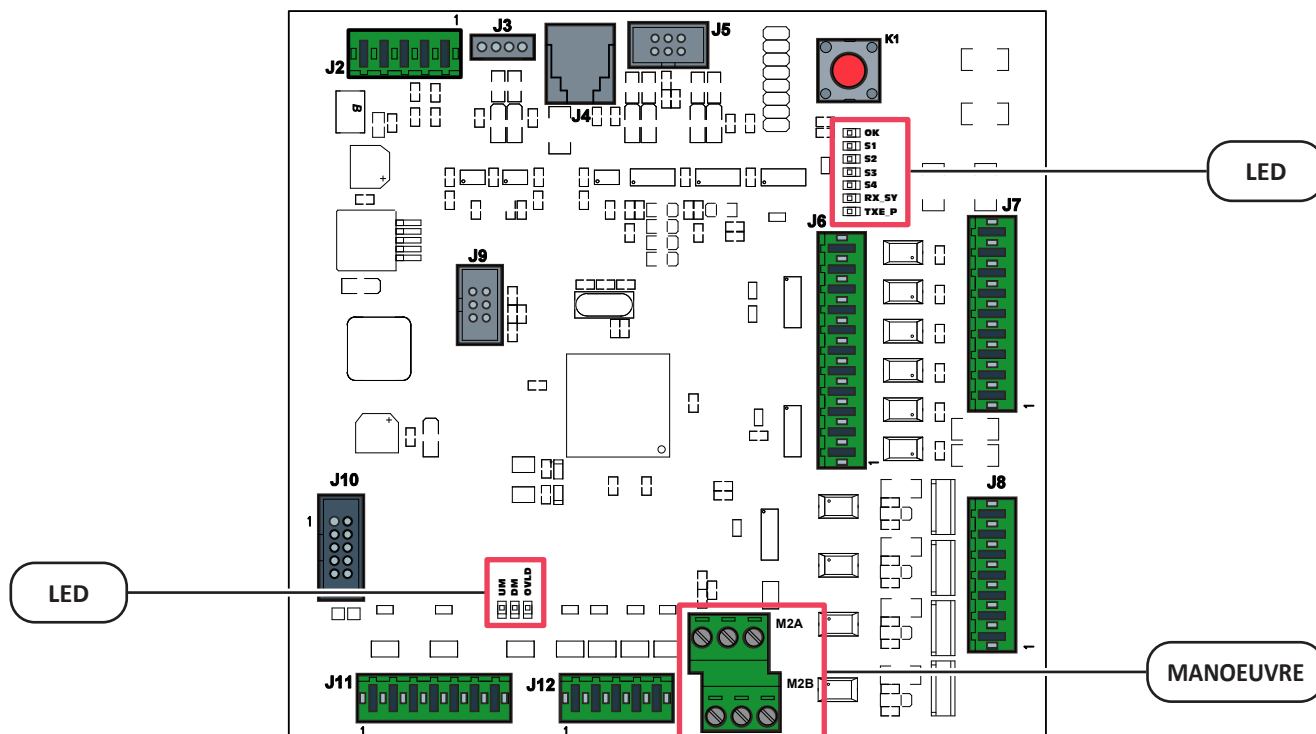 1
J3
J5
K1
J2
J4
OK
S1
S2
S3
S4
RX_SY
TXE_P
LED
B
J6
J7
J9
1
1
J10
1
J8
LED
UM
DM
OVLD
1
M2A
M2B
MANOEUVRE
J11
J12
1
1